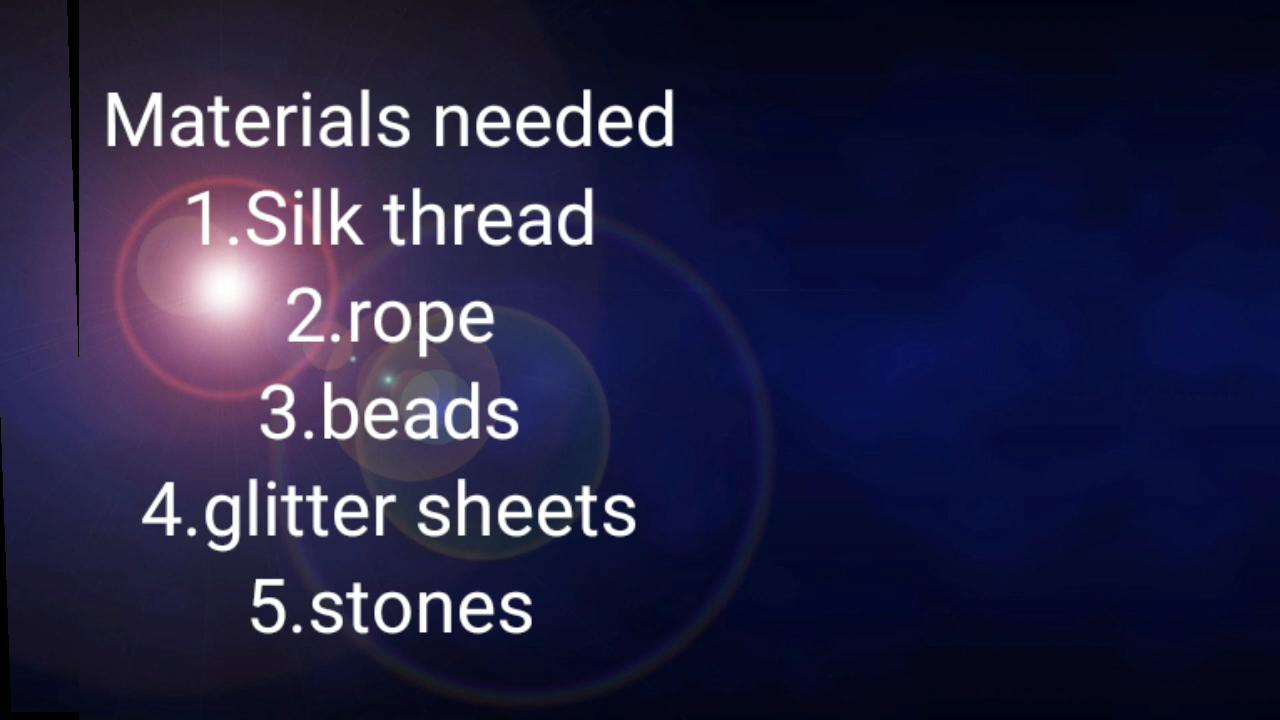 Materials needed
1.Silk thread
2.rope
3.beads
4.glitter sheets
5.stones